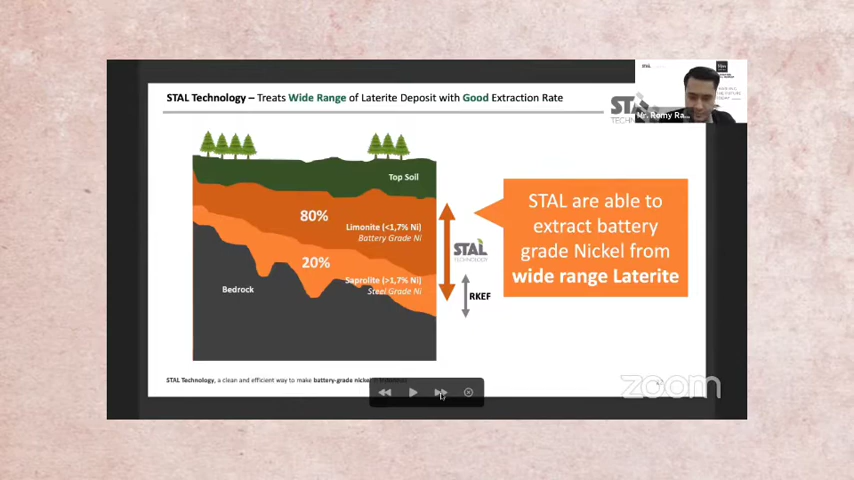 STAL Technology – Treats Wide Range of Laterite Deposit with Good Extraction Rate
STAL
Mr. Romy Ra...
Top Soil
80%
Limonite (<1,7% Ni)
Battery Grade Ni
20%
Saprolite (>1,7% Ni)
Steel Grade Ni
Bedrock
STAL
TECHNOLOGY
RKEF
STAL are able to
extract battery
grade Nickel from
wide range Laterite
STAL Technology, a clean and efficient way to make battery-grade nickel
zoom